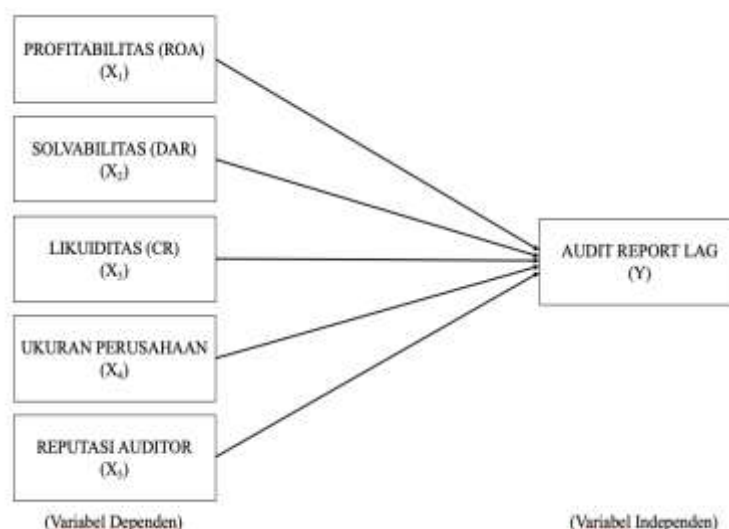 PROFITABILITAS (ROA)
(X₁)
SOLVABILITAS (DAR)
(X₂)
LIKUIDITAS (CR)
(X₃)
UKURAN PERUSAHAAN
(X₄)
REPUTASI AUDITOR
(X₅)
(Variabel Dependen)
AUDIT REPORT LAG
(Y)
(Variabel Independen)